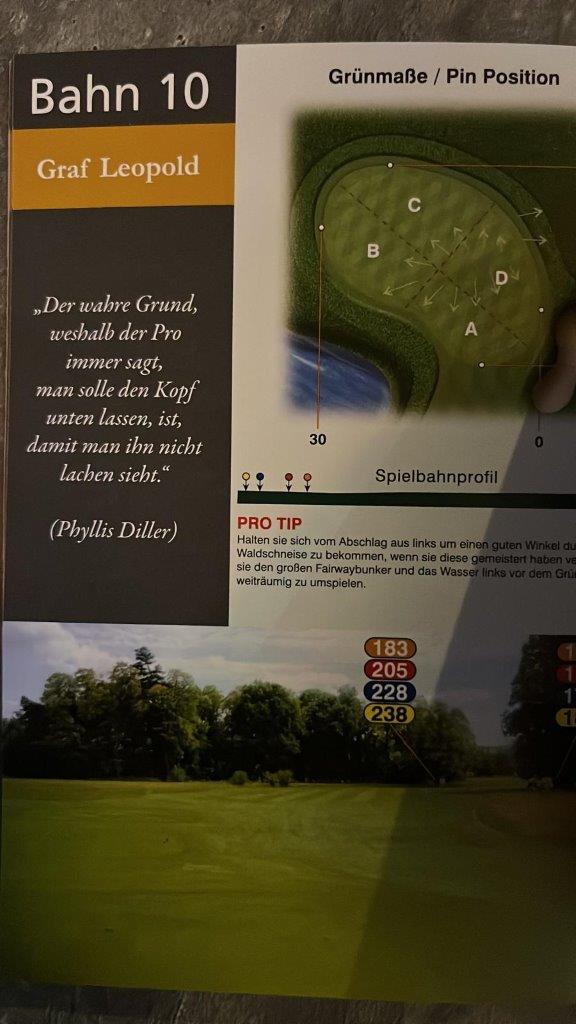 Bahn 10
Graf Leopold
„Der wahre Grund,
weshalb der Pro
immer sagt,
man solle den Kopf
unten lassen, ist,
damit man ihn nicht
lachen sieht.“
(Phyllis Diller)
Grünmaße / Pin Position
C
B
D
A
30
0
Spielbahnprofil
PRO TIP
Halten sie sich vom Abschlag aus links um einen guten Winkel
Waldschneise zu bekommen, wenn sie diese gemeistert haben
sie den großen Fairwaybunker und das Wasser links vor dem
weiträumig zu umspielen.
183
205
228
238